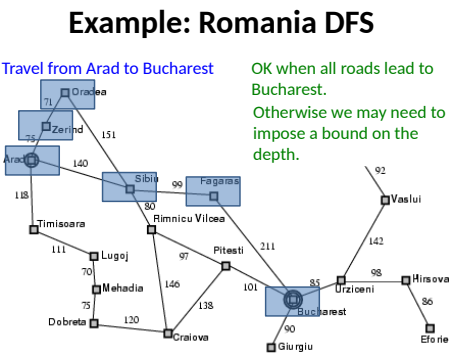 Example: Romania DFS
Travel from Arad to Bucharest
OK when all roads lead to
Bucharest.
Otherwise we may need to
impose a bound on the
depth.
Oradea
71
Zerind
75
151
Arad
140
92
Sibiu
99
Fagaras
118
80
Vaslui
Timisoara
Rimnicu Vilcea
111
Lugoj
97
Pitesti
211
142
70
Mehadia
146
101
85
98
Hirsova
Urziceni
75
138
86
Bucharest
Dobreta
120
Craiova
90
Giurgiu
Eforie